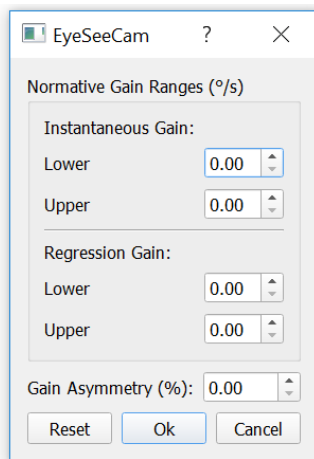 EyeSeeCam ?
Normative Gain Ranges (°/s)
Instantaneous Gain:
Lower 0.00
Upper 0.00
Regression Gain:
Lower 0.00
Upper 0.00
Gain Asymmetry (%): 0.00
Reset Ok Cancel